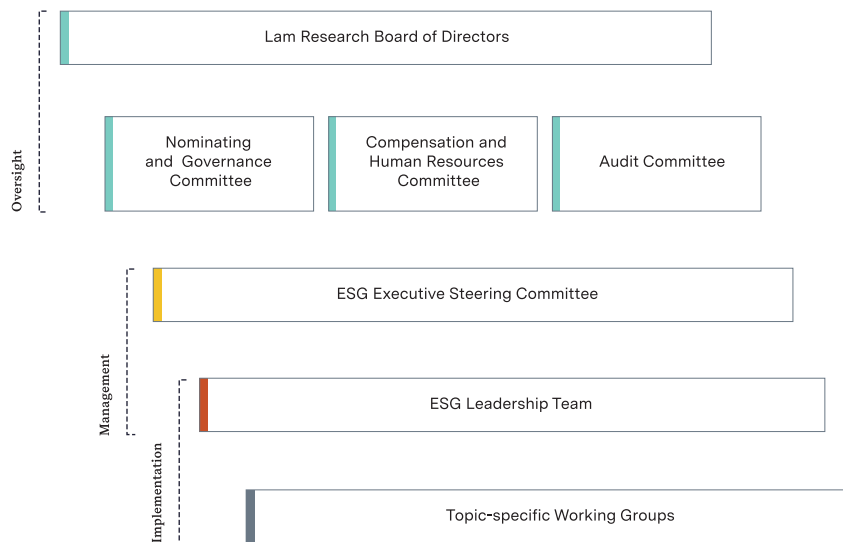 Lam Research Board of Directors
Oversight
Nominating
and Governance
Committee
Compensation and
Human Resources
Committee
Audit Committee
ESG Executive Steering Committee
Management
ESG Leadership Team
Implementation
Topic-specific Working Groups